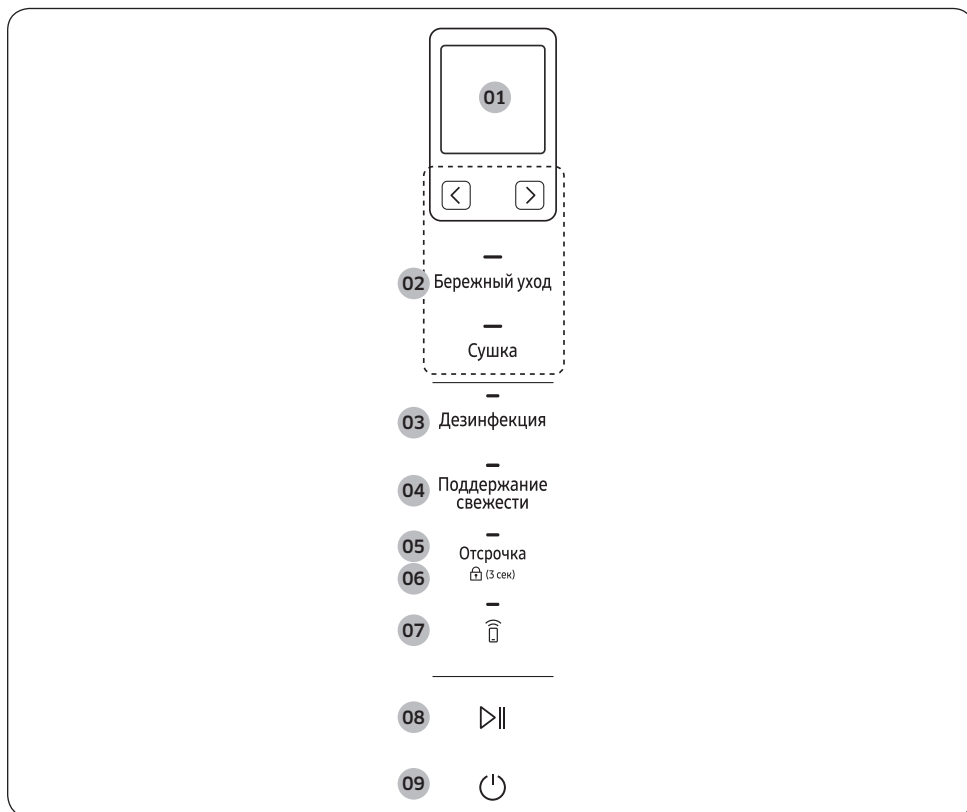 01
02 Бережный уход
Сушка
03 Дезинфекция
04 Поддержание
свежести
05 Отсрочка
06 (3 сек)
07
08
09